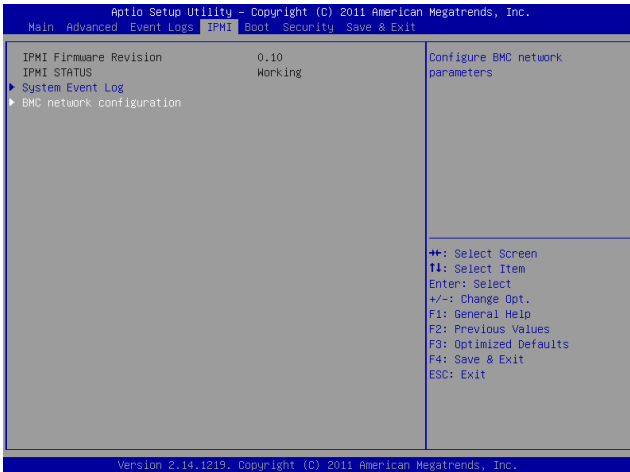 Aptio Setup Utility – Copyright (C) 2011 American Megatrends, Inc.
Main Advanced Event Logs IPMI Boot Security Save & Exit
IPMI Firmware Revision 0.10
IPMI STATUS Working
System Event Log
BMC network configuration
Configure BMC network
parameters
→←: Select Screen
↑↓: Select Item
Enter: Select
+/-: Change Opt.
F1: General Help
F2: Previous Values
F3: Optimized Defaults
F4: Save & Exit
ESC: Exit
Version 2.14.1219. Copyright (C) 2011 American Megatrends, Inc.